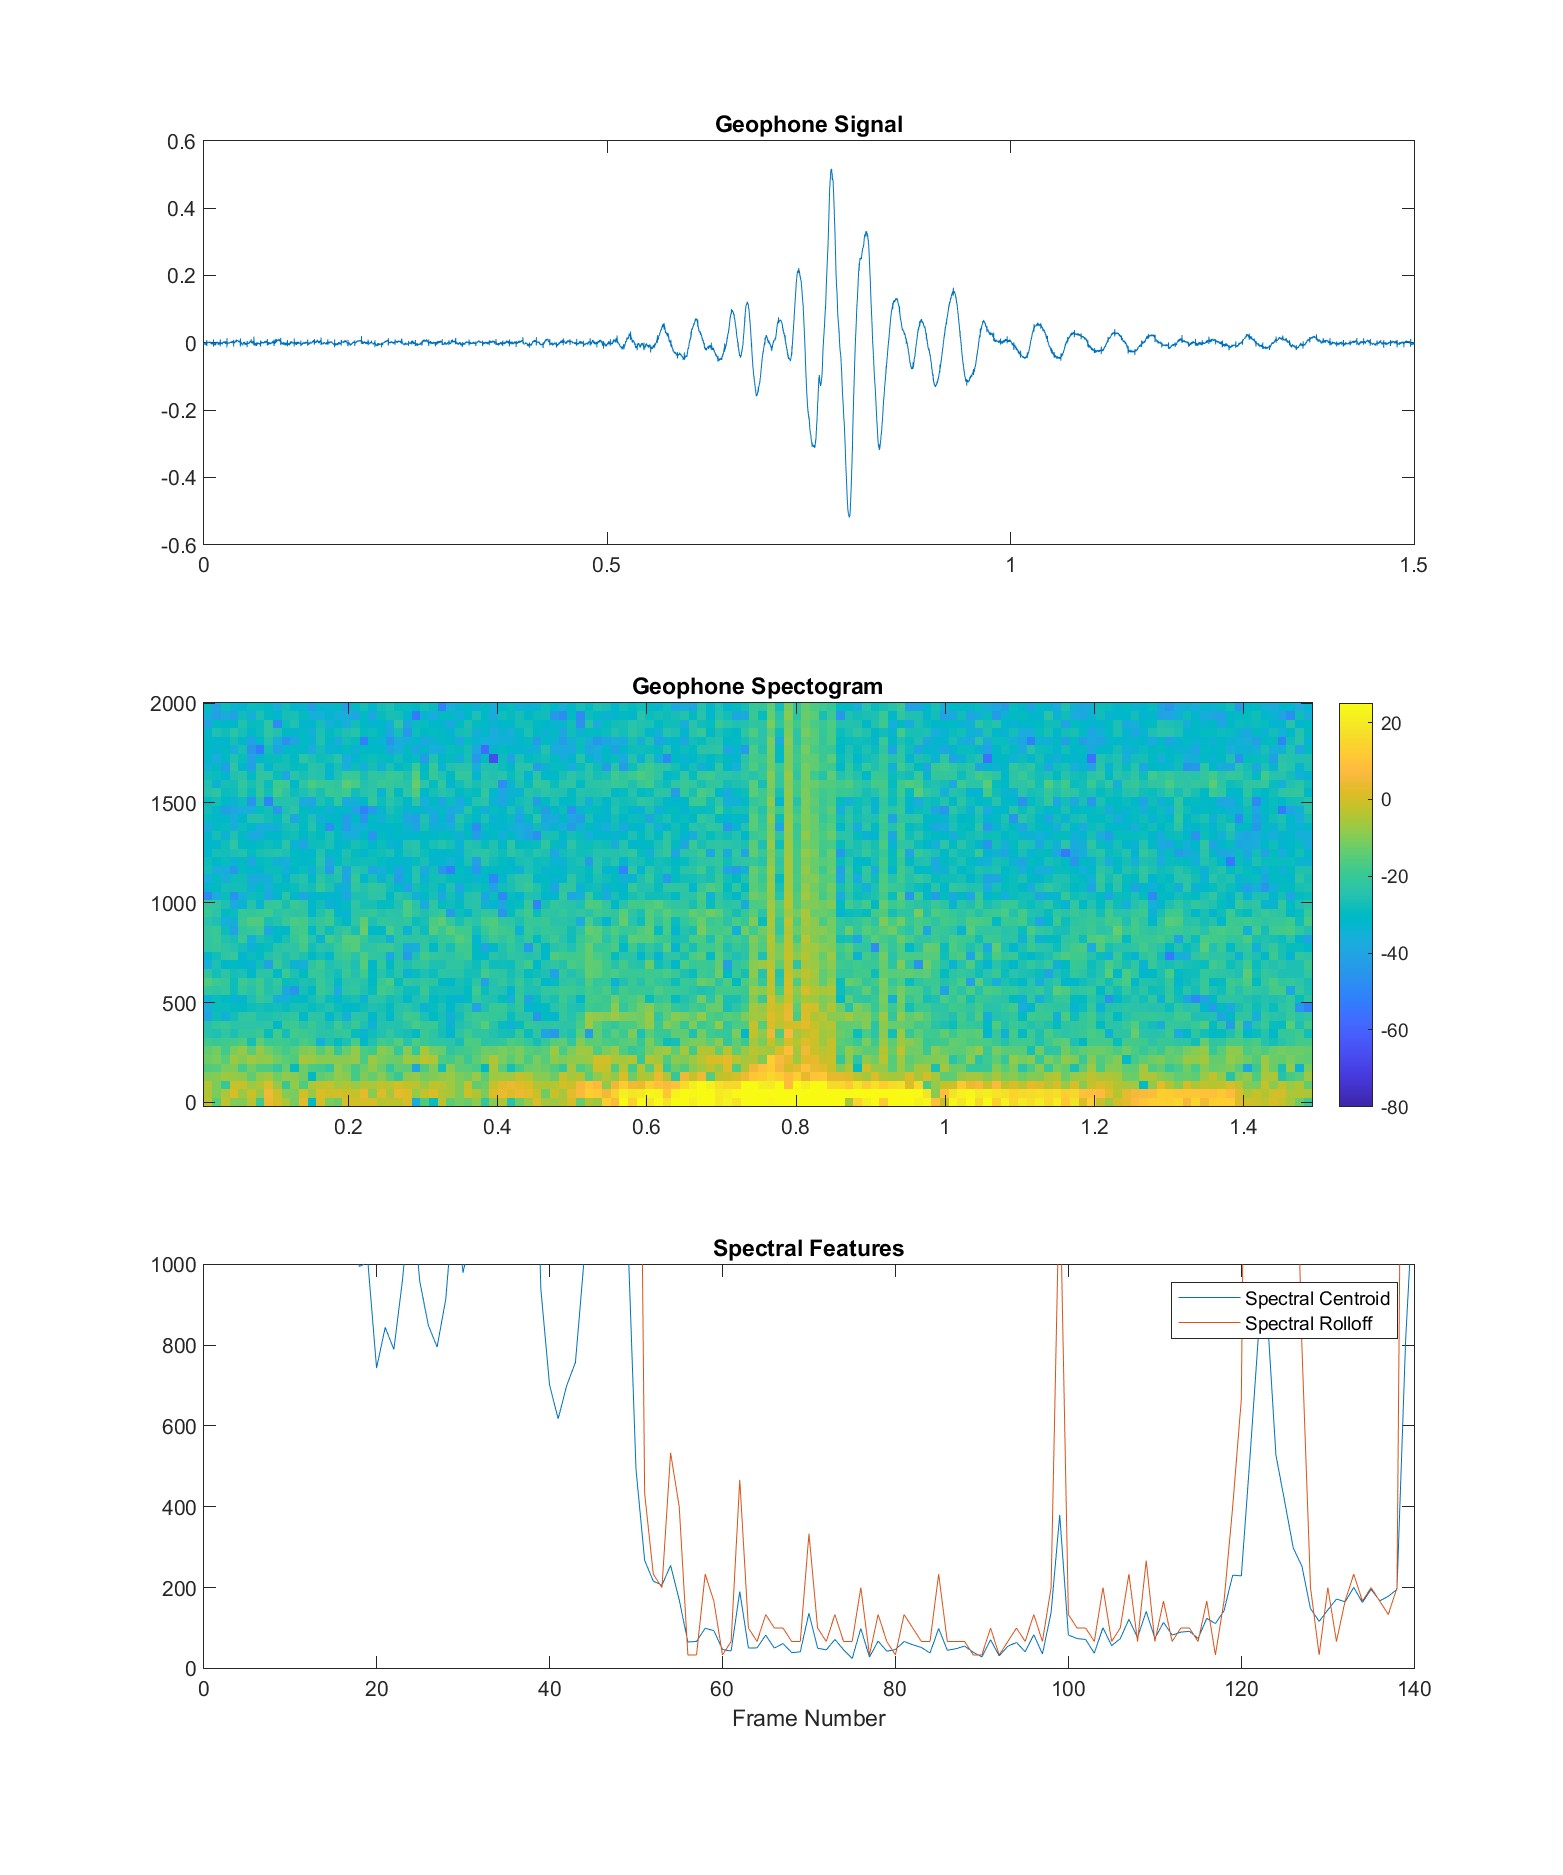 Geophone Signal
0.6
0.4
0.2
0
-0.2
-0.4
-0.6
0 0.5 1 1.5
Geophone Spectogram
2000
1500
1000
500
0
0.2 0.4 0.6 0.8 1 1.2 1.4
20
0
-20
-40
-60
-80
Spectral Features
1000
800
600
400
200
0
Spectral Centroid
Spectral Rolloff
0 20 40 60 80 100 120 140
Frame Number